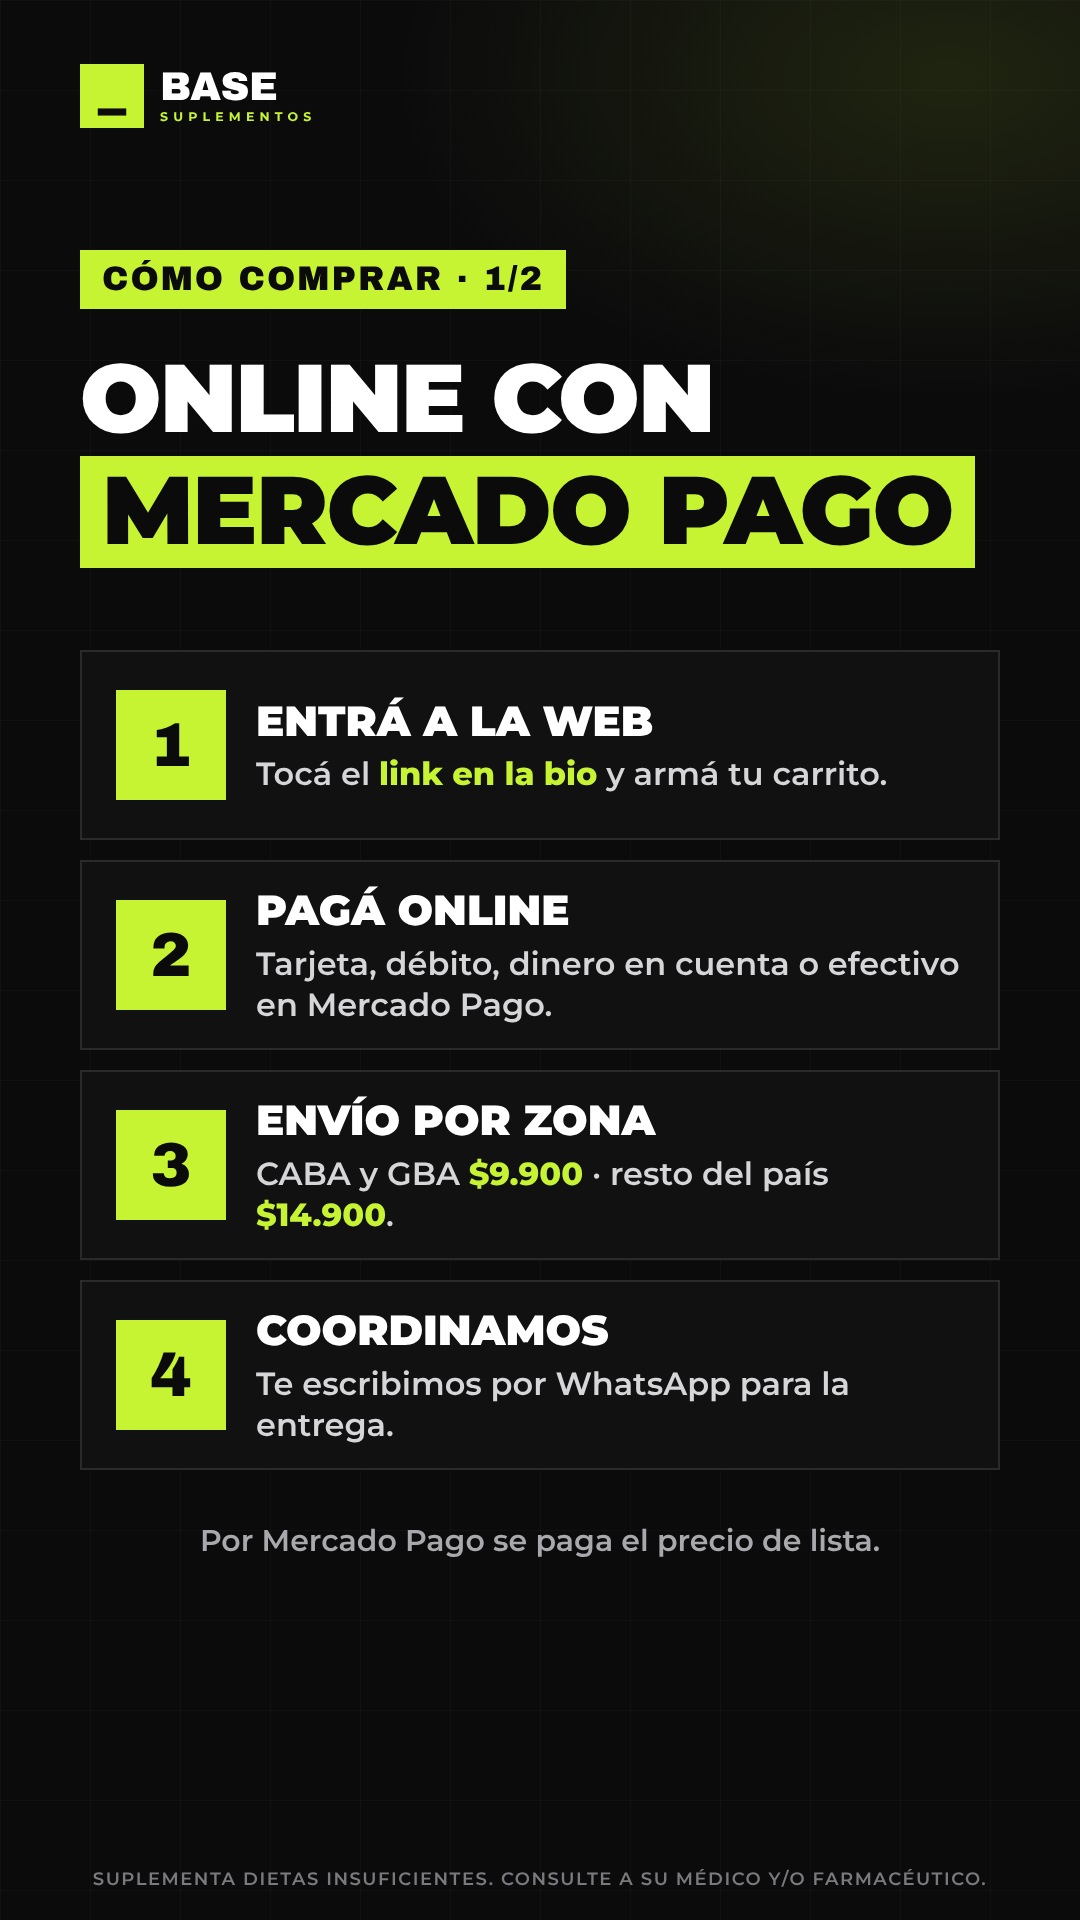 BASE
SUPLEMENTOS
CÓMO COMPRAR · 1/2
ONLINE CON
MERCADO PAGO
1
ENTRÁ A LA WEB
Tocá el link en la bio y armá tu carrito.
2
PAGÁ ONLINE
Tarjeta, débito, dinero en cuenta o efectivo
en Mercado Pago.
3
ENVÍO POR ZONA
CABA y GBA $9.900 · resto del país
$14.900.
4
COORDINAMOS
Te escribimos por WhatsApp para la
entrega.
Por Mercado Pago se paga el precio de lista.
SUPLEMENTA DIETAS INSUFICIENTES. CONSULTE A SU MÉDICO Y/O FARMACÉUTICO.